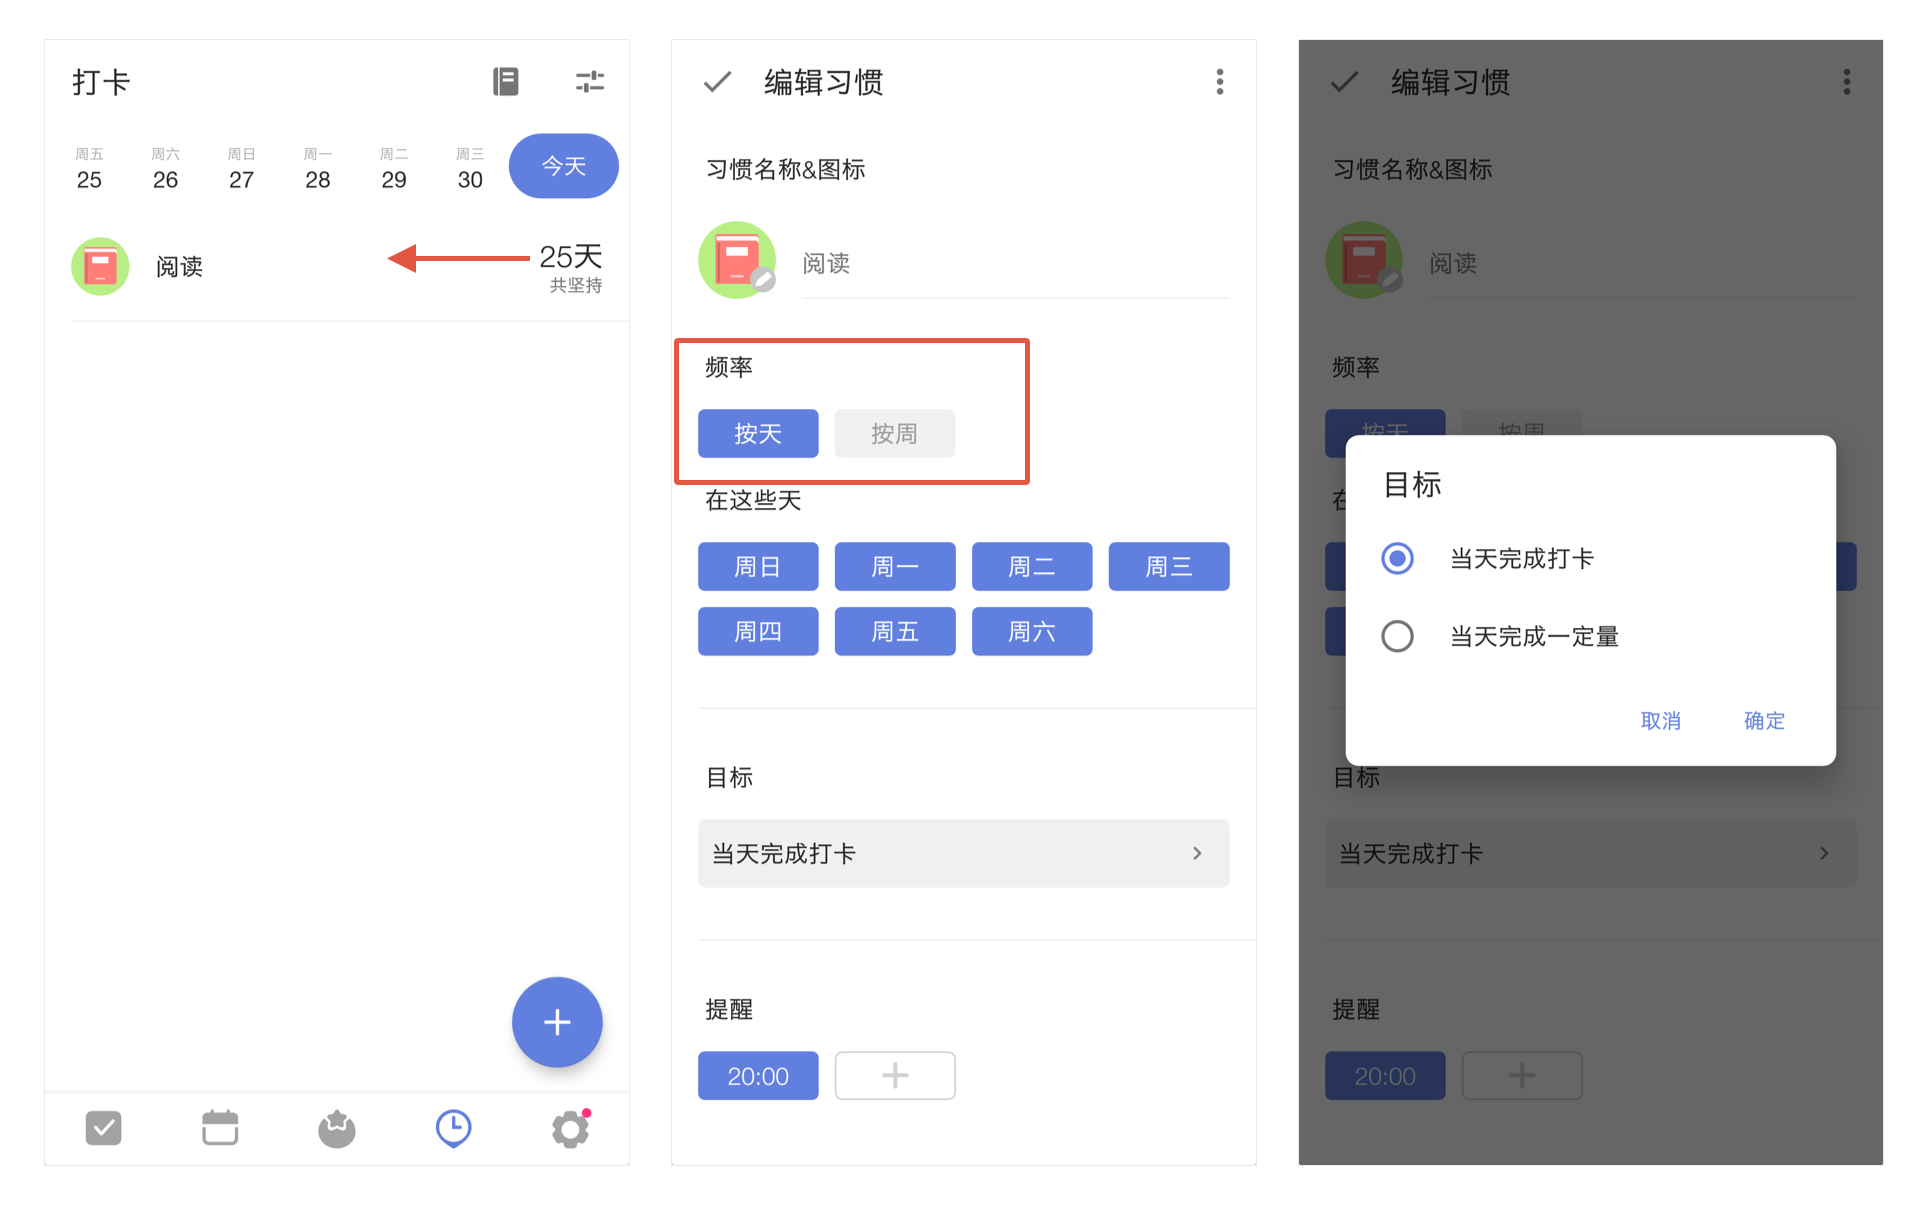 打卡
周五 周六 周日 周一 周二 周三 今天
25 26 27 28 29 30
阅读
25天
共坚持
编辑习惯
习惯名称&图标
阅读
频率
按天 按周
在这些天
周日 周一 周二 周三
周四 周五 周六
目标
当天完成打卡
提醒
20:00
编辑习惯
习惯名称&图标
阅读
频率
按天 按周
在
目标
当天完成打卡
当天完成一定量
取消 确定
目标
当天完成打卡
提醒
20:00